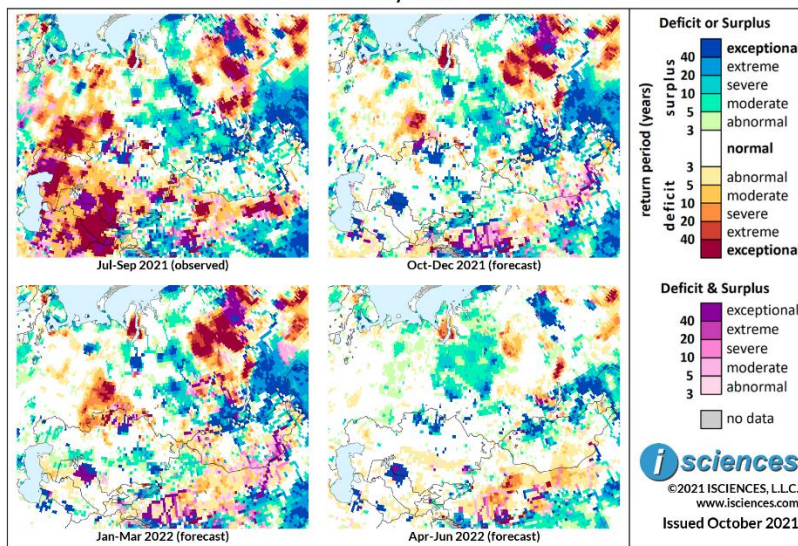 Deficit or Surplus
return period (years)
surplus
deficit
40
20
10
5
3
3
5
10
20
40
exceptiona
extreme
severe
moderate
abnormal
normal
abnormal
moderate
severe
extreme
exceptiona
Jul-Sep 2021 (observed)
Oct-Dec 2021 (forecast)
Deficit & Surplus
40
20
10
5
3
exceptional
extreme
severe
moderate
abnormal
no data
i sciences
©2021 ISCIENCES, L.L.C.
www.isciences.com
Issued October 2021
Jan-Mar 2022 (forecast)
Apr-Jun 2022 (forecast)